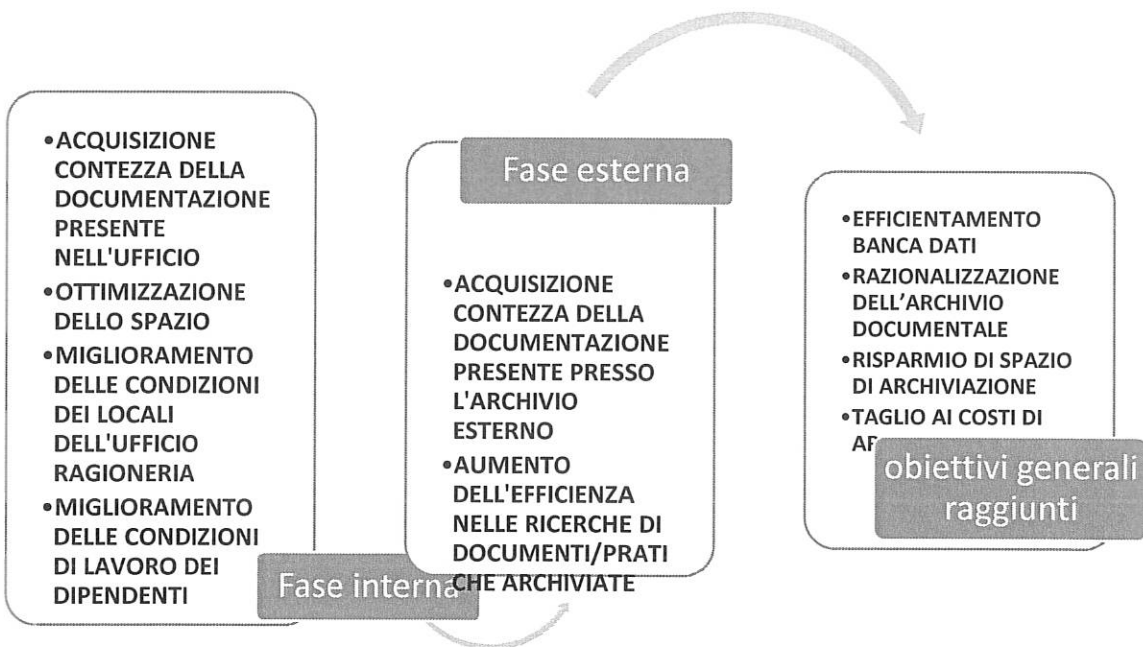 •ACQUISIZIONE
CONTEZZA DELLA
DOCUMENTAZIONE
PRESENTE
NELL'UFFICIO
•OTTIMIZZAZIONE
DELLO SPAZIO
•MIGLIORAMENTO
DELLE CONDIZIONI
DEI LOCALI
DELL'UFFICIO
RAGIONERIA
•MIGLIORAMENTO
DELLE CONDIZIONI
DI LAVORO DEI
DIPENDENTI
Fase interna
Fase esterna
•ACQUISIZIONE
CONTEZZA DELLA
DOCUMENTAZIONE
PRESENTE PRESSO
L'ARCHIVIO
ESTERNO
•AUMENTO
DELL'EFFICIENZA
NELLE RICERCHE DI
DOCUMENTI/PRATI
CHE ARCHIVIATE
•EFFICIENTAMENTO
BANCA DATI
•RAZIONALIZZAZIONE
DELL’ARCHIVIO
DOCUMENTALE
•RISPARMIO DI SPAZIO
DI ARCHIVIAZIONE
•TAGLIO AI COSTI DI
obiettivi generali
raggiunti